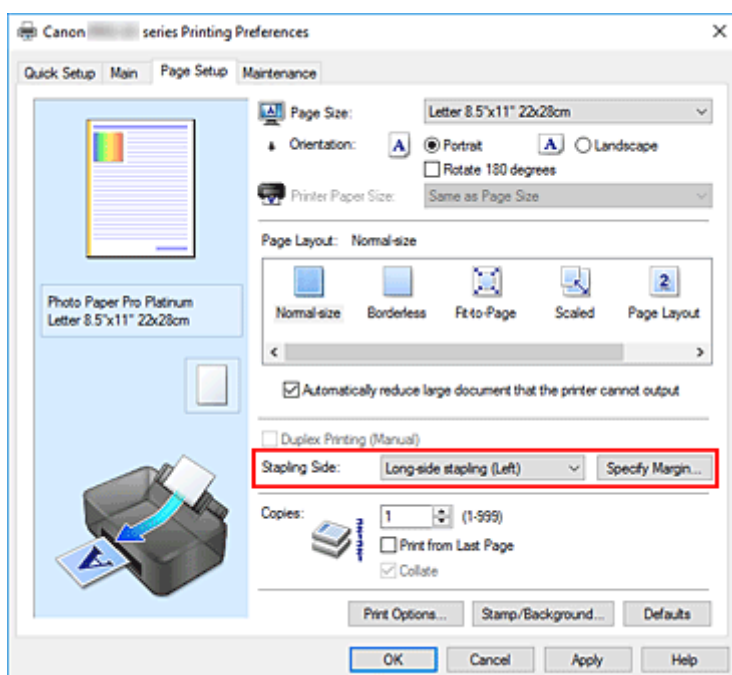 Canon series Printing Preferences
Quick Setup Main Page Setup Maintenance
Page Size: Letter 8.5"x11" 22x28cm
Orientation: A Portrait A Landscape
Rotate 180 degrees
Printer Paper Size: Same as Page Size
Page Layout: Normal-size
2
Normal-size Borderless Fit-to-Page Scaled Page Layout
Photo Paper Pro Platinum
Letter 8.5"x11" 22x28cm
Automatically reduce large document that the printer cannot output
Duplex Printing (Manual)
Stapling Side: Long-side stapling (Left) Specify Margin...
Copies: 1 (1-999)
Print from Last Page
Collate
A
Print Options... Stamp/Background... Defaults
OK Cancel Apply Help